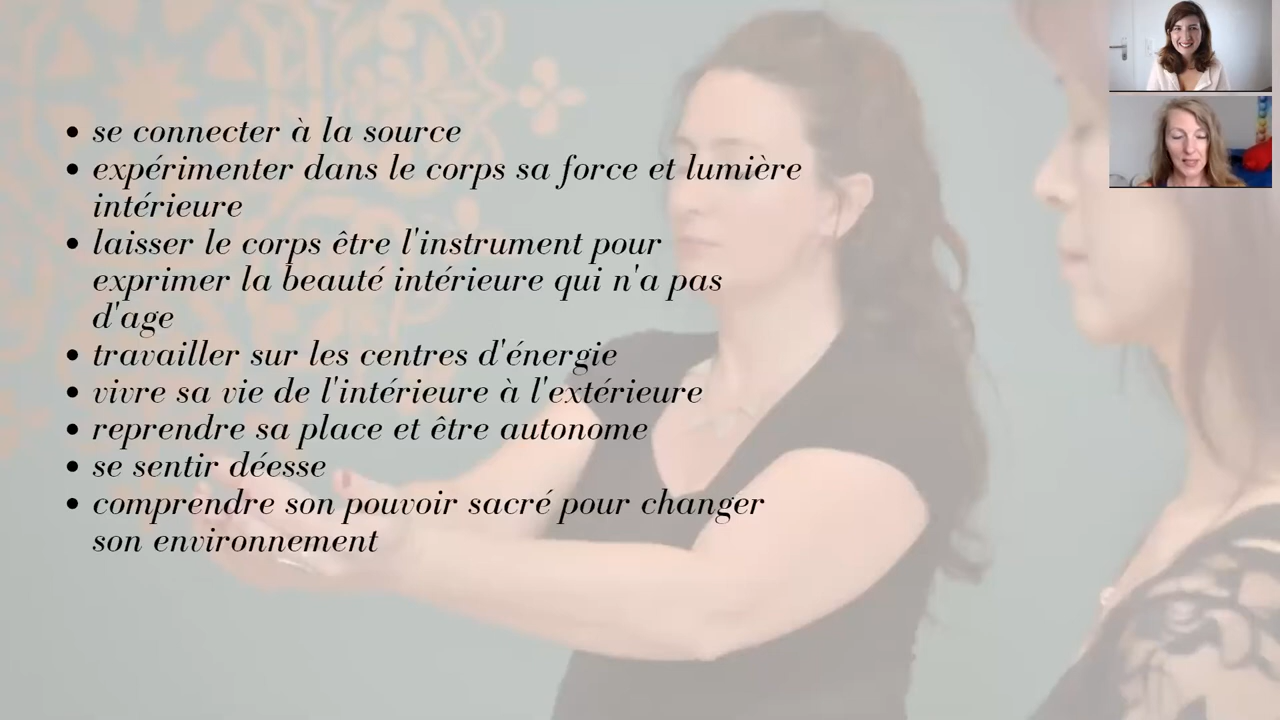 • se connecter à la source
• expérimenter dans le corps sa force et lumière
intérieure
• laisser le corps être l'instrument pour
exprimer la beauté intérieure qui n'a pas
d'age
• travailler sur les centres d'énergie
• vivre sa vie de l'intérieure à l'extérieure
• reprendre sa place et être autonome
• se sentir déesse
• comprendre son pouvoir sacré pour changer
son environnement